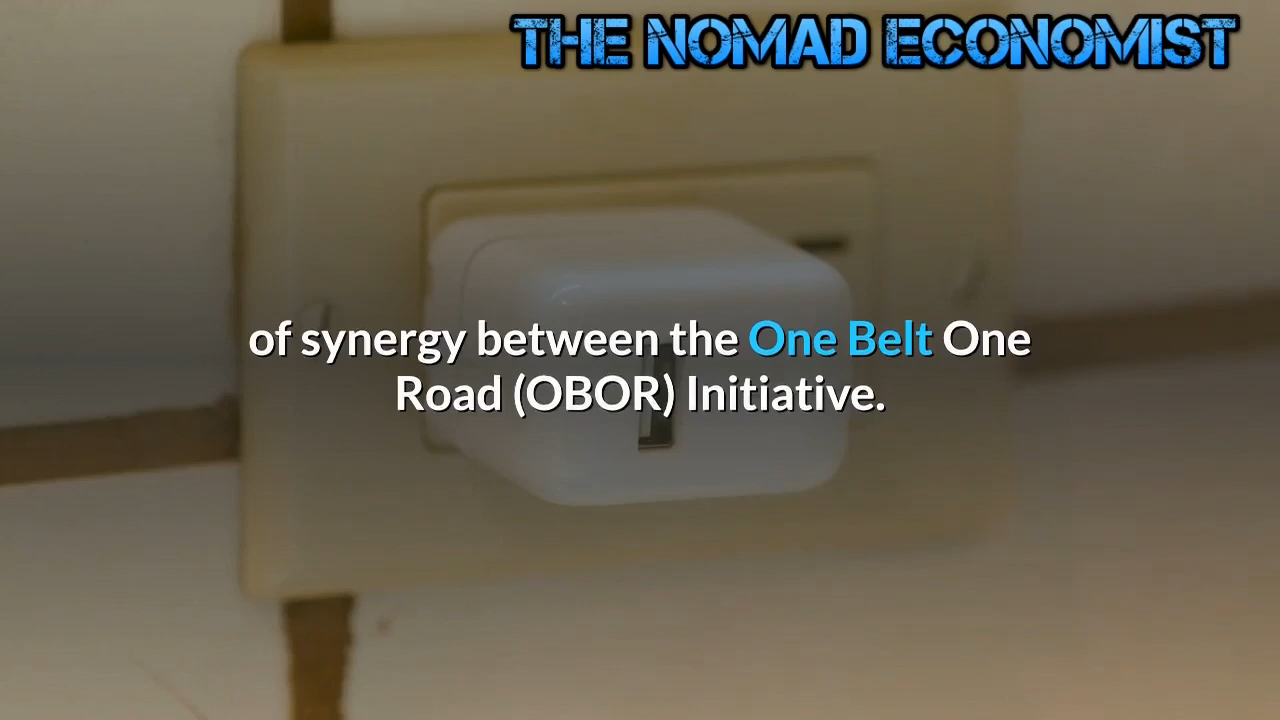 THE NOMAD ECONOMIST
of synergy between the One Belt One
Road (OBOR) Initiative.